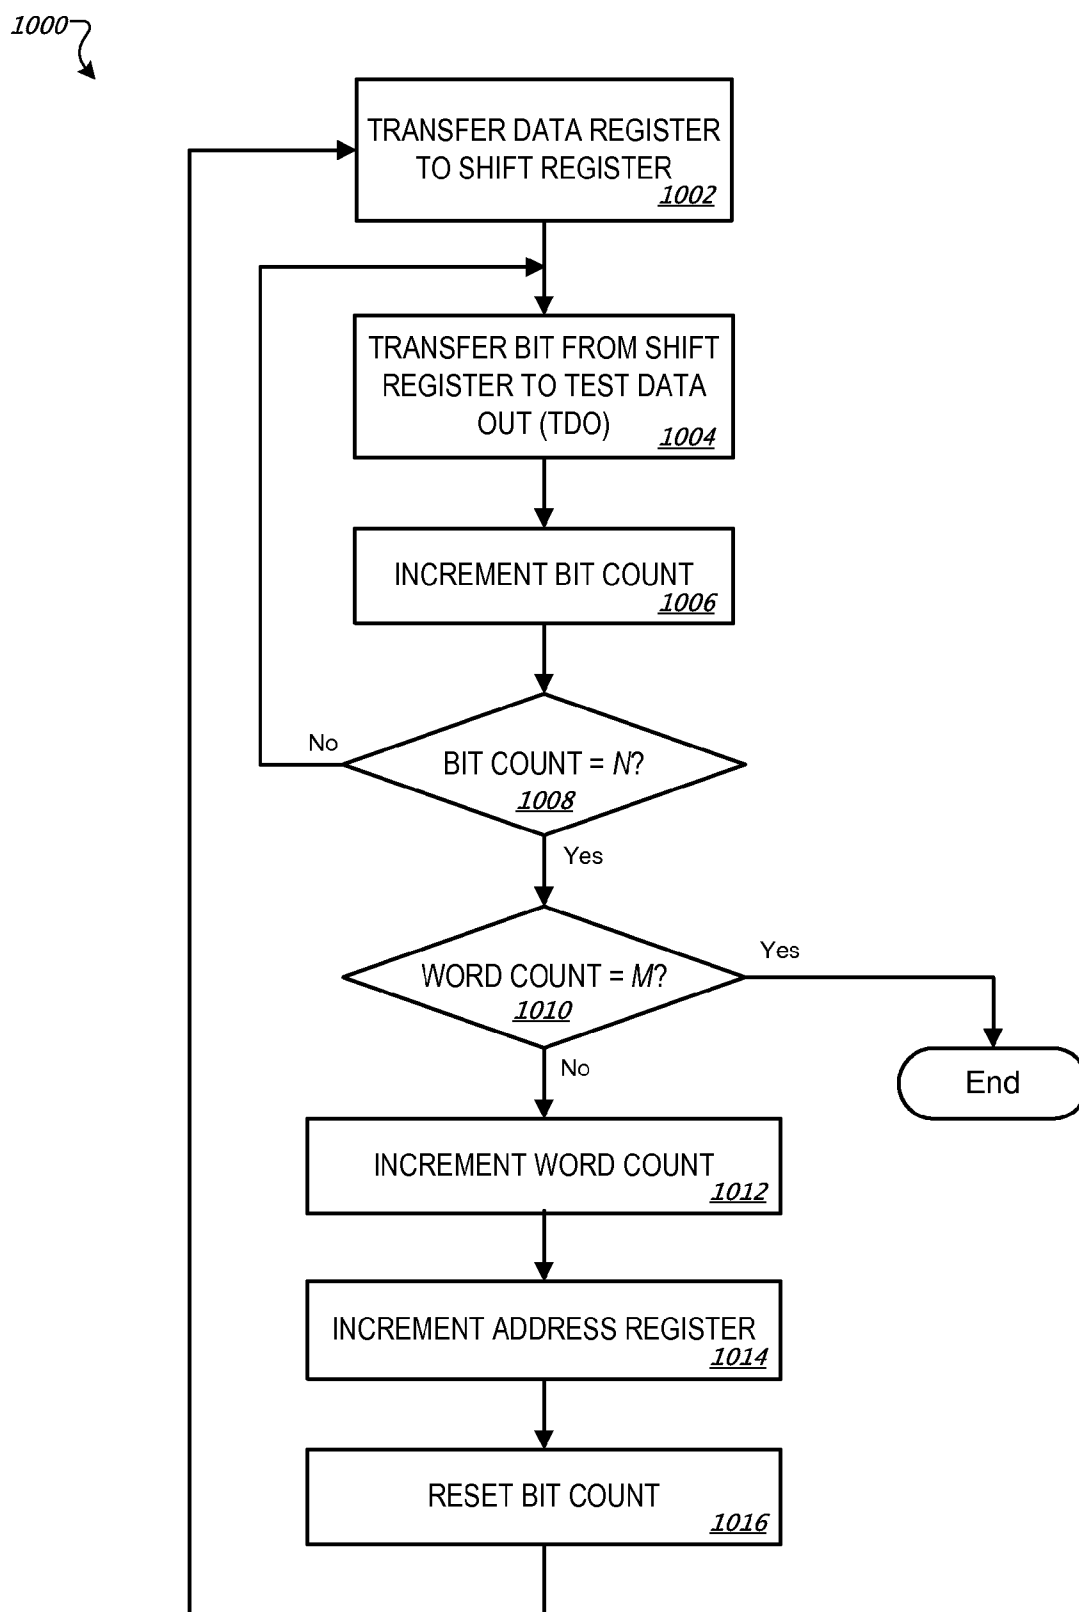 1000
TRANSFER DATA REGISTER
TO SHIFT REGISTER
1002
TRANSFER BIT FROM SHIFT
REGISTER TO TEST DATA
OUT (TDO)
1004
INCREMENT BIT COUNT
1006
No
BIT COUNT = N?
1008
Yes
WORD COUNT = M?
1010
Yes
End
No
INCREMENT WORD COUNT
1012
INCREMENT ADDRESS REGISTER
1014
RESET BIT COUNT
1016